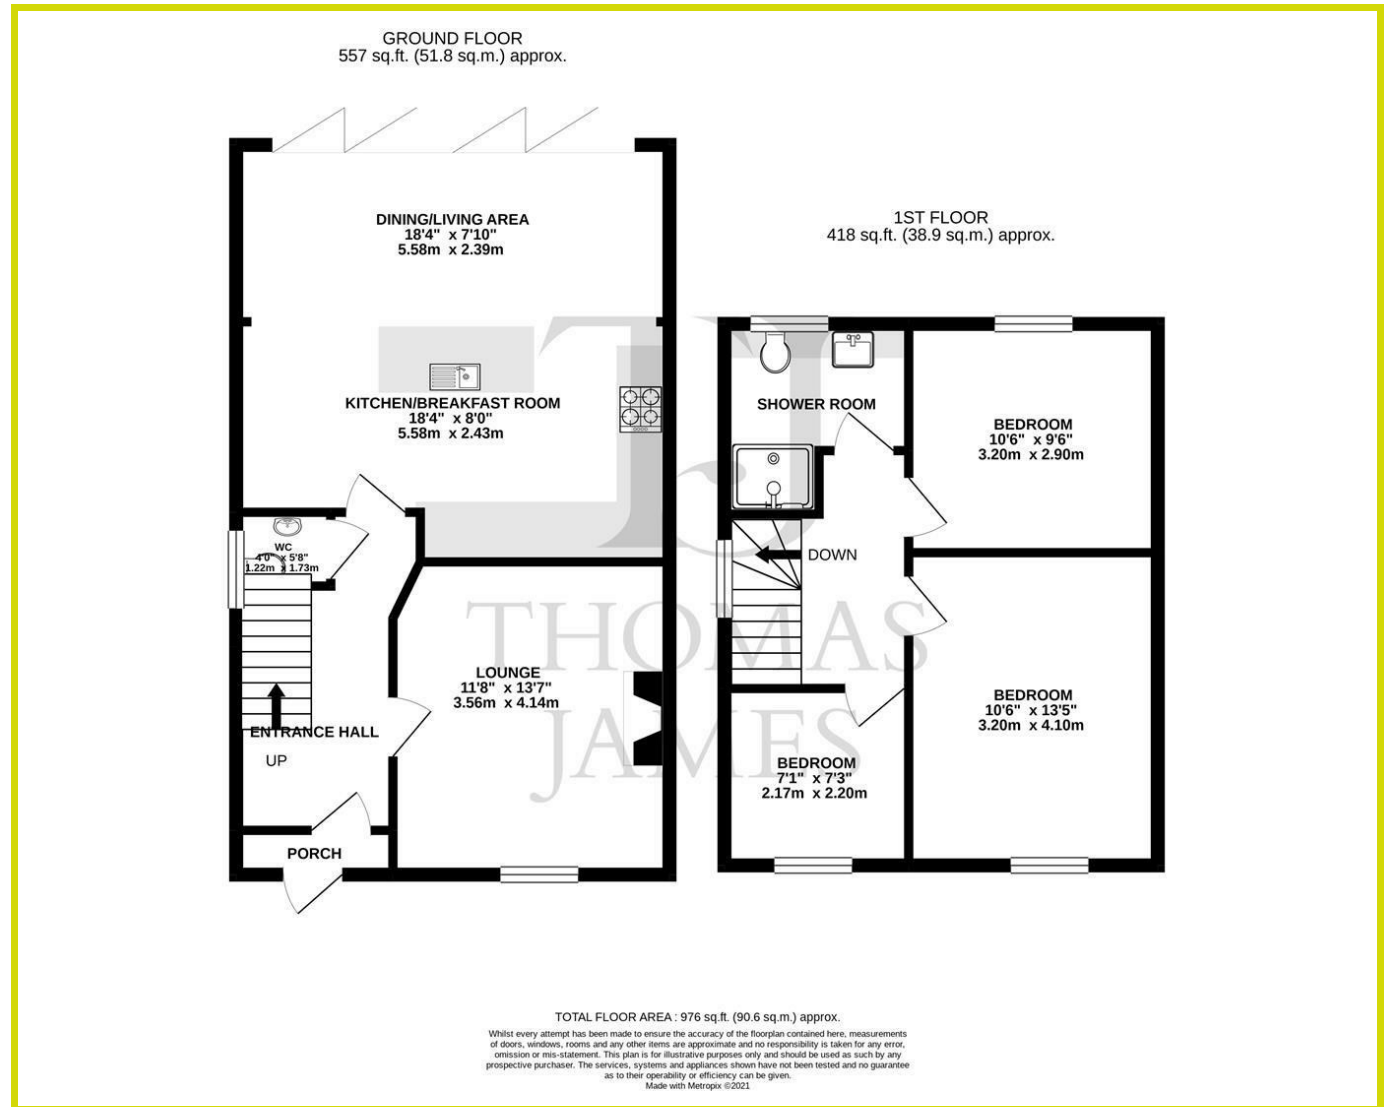 GROUND FLOOR
557 sq.ft. (51.8 sq.m.) approx.
DINING/LIVING AREA
18'4" x 7'10"
5.58m x 2.39m
KITCHEN/BREAKFAST ROOM
18'4" x 8'0"
5.58m x 2.43m
WC
4'0" x 5'8"
1.22m x 1.73m
LOUNGE
11'8" x 13'7"
3.56m x 4.14m
ENTRANCE HALL
UP
PORCH
1ST FLOOR
418 sq.ft. (38.9 sq.m.) approx.
SHOWER ROOM
BEDROOM
10'6" x 9'6"
3.20m x 2.90m
DOWN
BEDROOM
10'6" x 13'5"
3.20m x 4.10m
BEDROOM
7'1" x 7'3"
2.17m x 2.20m
TJ
THOMAS
JAMES
TOTAL FLOOR AREA : 976 sq.ft. (90.6 sq.m.) approx.
Whilst every attempt has been made to ensure the accuracy of the floorplan contained here, measurements
of doors, windows, rooms and any other items are approximate and no responsibility is taken for any error,
omission or mis-statement. This plan is for illustrative purposes only and should be used as such by any
prospective purchaser. The services, systems and appliances shown have not been tested and no guarantee
as to their operability or efficiency can be given.
Made with Metropix ©2021